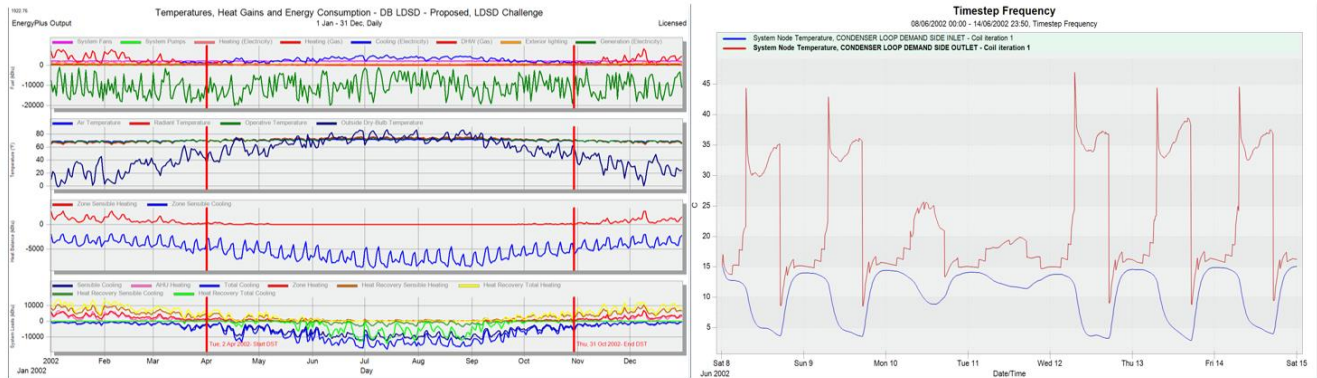 1922.76
Temperatures, Heat Gains and Energy Consumption - DB LDSD - Proposed, LDSD Challenge
EnergyPlus Output
1 Jan - 31 Dec, Daily
Licensed
System Fans
System Pumps
Heating (Electricity)
Heating (Gas)
Cooling (Electricity)
DHW (Gas)
Exterior lighting
Generation (Electricity)
Fuel (kBtu)
0
-10000
-20000
Air Temperature
Radiant Temperature
Operative Temperature
Outside Dry-Bulb Temperature
Temperature (°F)
80
60
40
20
0
Zone Sensible Heating
Zone Sensible Cooling
Heat Balance (kBtu)
0
-5000
Sensible Cooling
AHU Heating
Total Cooling
Zone Heating
Heat Recovery Sensible Heating
Heat Recovery Total Heating
Heat Recovery Sensible Cooling
Heat Recovery Total Cooling
System Loads (kBtu)
10000
0
-10000
Tue, 2 Apr 2002- Start DST
Thu, 31 Oct 2002- End DST
2002
Feb
Mar
Apr
May
Jun
Jul
Aug
Sep
Oct
Nov
Dec
Jan 2002
Day
Timestep Frequency
08/06/2002 00:00 - 14/06/2002 23:50, Timestep Frequency
System Node Temperature, CONDENSER LOOP DEMAND SIDE INLET - Coil iteration 1
System Node Temperature, CONDENSER LOOP DEMAND SIDE OUTLET - Coil iteration 1
C
45
40
35
30
25
20
15
10
5
Sat 8
Sun 9
Mon 10
Tue 11
Wed 12
Thu 13
Fri 14
Sat 15
Jun 2002
Date/Time